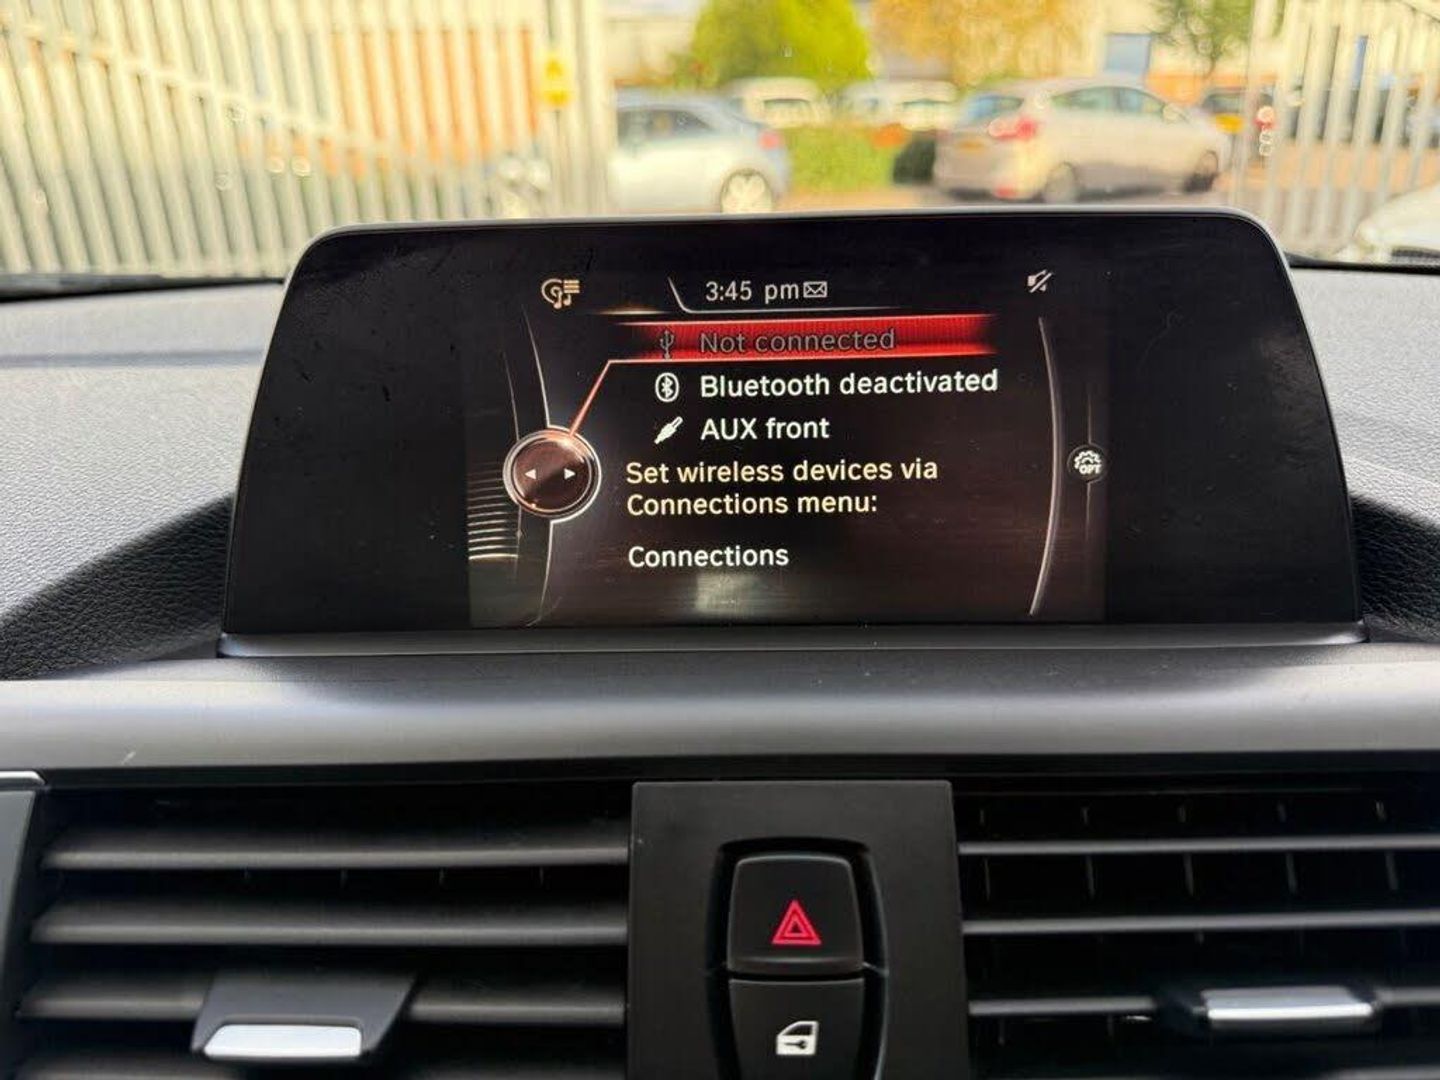 3:45 pm
Not connected
Bluetooth deactivated
AUX front
Set wireless devices via
Connections menu:
Connections
OPT